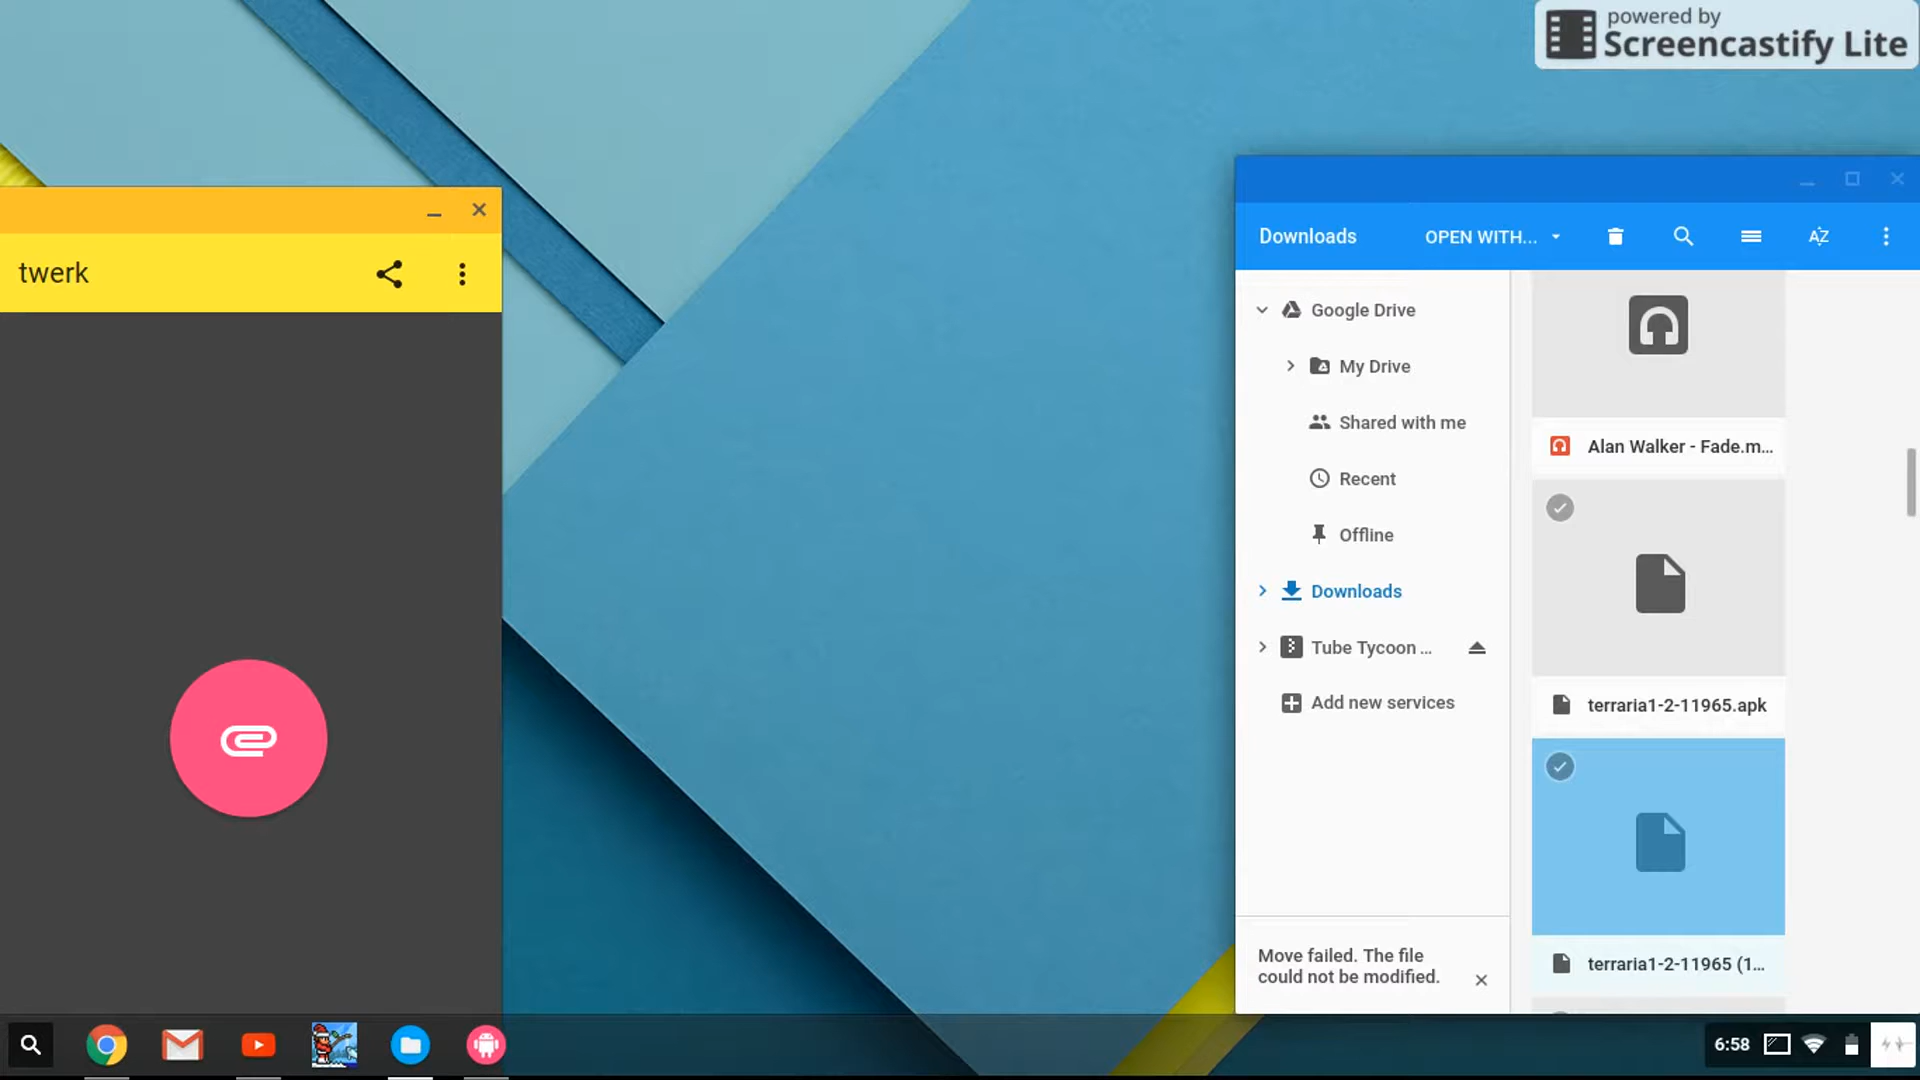 powered by
Screencastify Lite
twerk
Downloads
OPEN WITH...
AZ
Google Drive
My Drive
Shared with me
Recent
Offline
Downloads
Tube Tycoon ...
Add new services
Alan Walker - Fade.m...
terraria1-2-11965.apk
terraria1-2-11965 (1...
Move failed. The file
could not be modified.
6:58